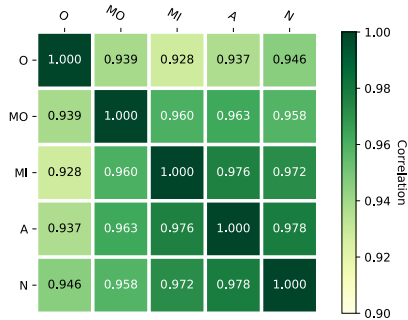 O MO MI A N
O 1.000 0.939 0.928 0.937 0.946
MO 0.939 1.000 0.960 0.963 0.958
MI 0.928 0.960 1.000 0.976 0.972
A 0.937 0.963 0.976 1.000 0.978
N 0.946 0.958 0.972 0.978 1.000
1.00
0.98
0.96
0.94
0.92
0.90
Correlation